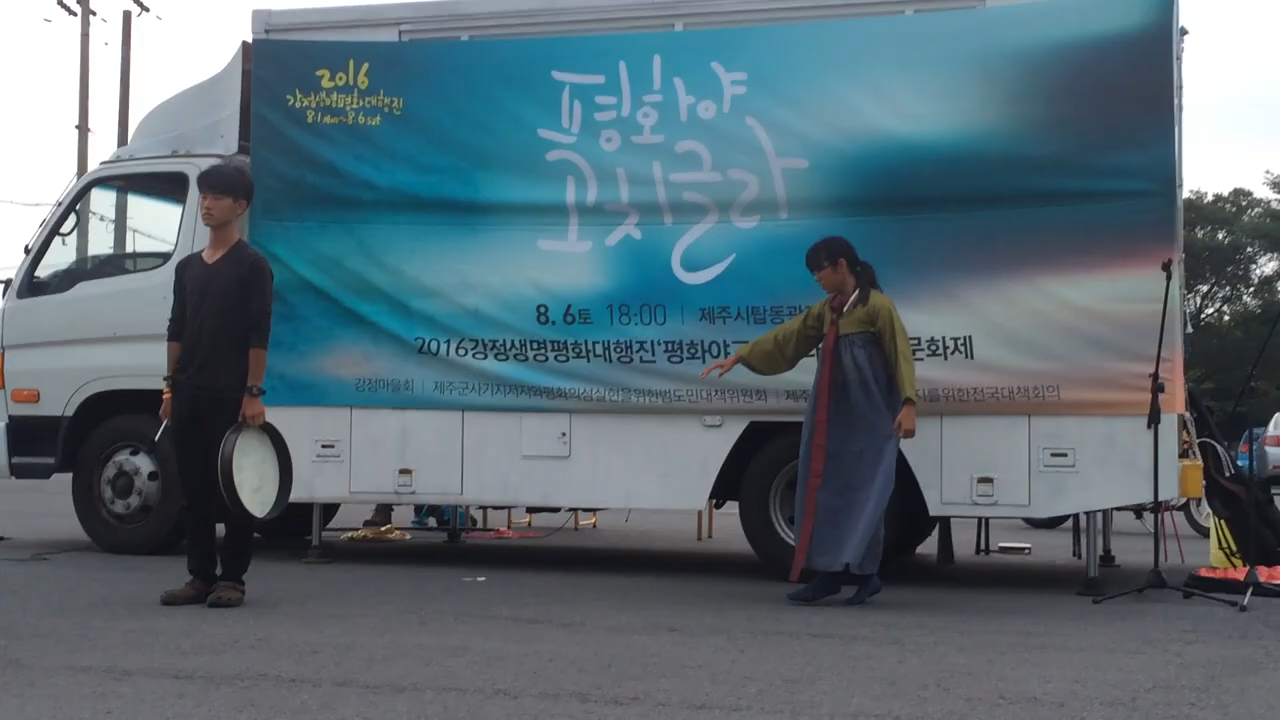 2016
강정생명평화대행진
8.1 Mon~8.6 sat
평화야
고치글라
8.6토 18:00 | 제주시탑동광
2016강정생명평화대행진'평화야고 문화제
강정마을회 | 제주군사기지저지와평화의섬실현을위한범도민대책위원회 | 제주 를위한전국대책회의